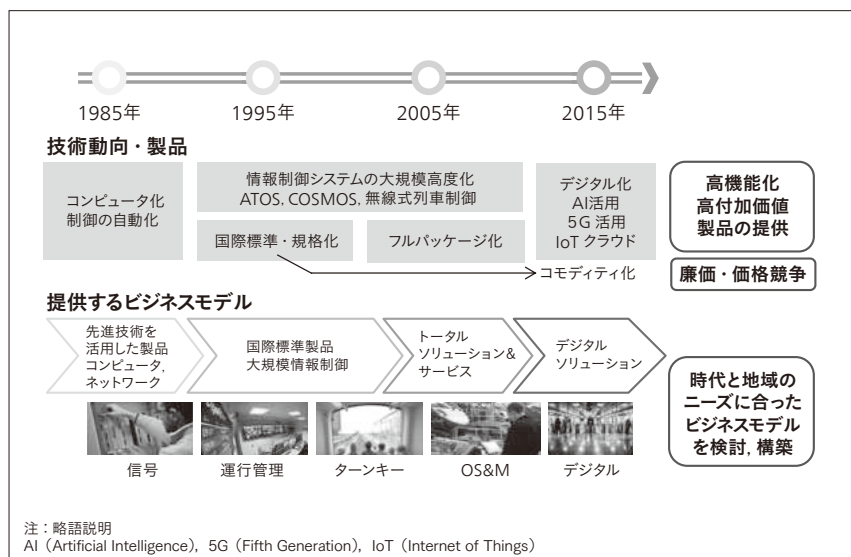 1985年
1995年
2005年
2015年
技術動向・製品
コンピュータ化
制御の自動化
情報制御システムの大規模高度化
ATOS, COSMOS, 無線式列車制御
国際標準・規格化
フルパッケージ化
デジタル化
AI活用
5G 活用
IoT クラウド
コモディティ化
高機能化
高付加価値
製品の提供
廉価・価格競争
提供するビジネスモデル
先進技術を
活用した製品
コンピュータ,
ネットワーク
国際標準製品
大規模情報制御
トータル
ソリューション&
サービス
デジタル
ソリューション
時代と地域の
ニーズに合った
ビジネスモデル
を検討, 構築
信号
運行管理
ターンキー
OS&M
デジタル
注：略語説明
AI（Artificial Intelligence）, 5G（Fifth Generation）, IoT（Internet of Things）